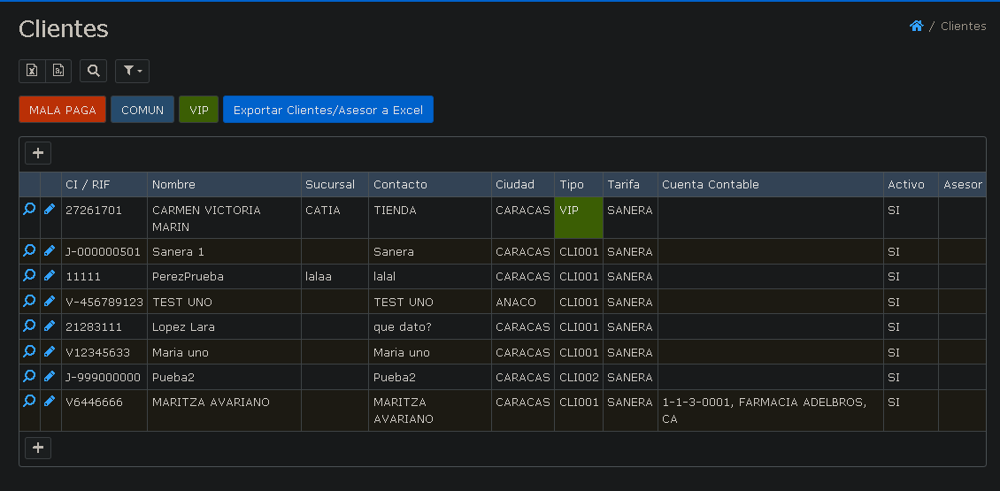 Clientes
/ Clientes
MALA PAGA COMUN VIP Exportar Clientes/Asesor a Excel
CI / RIF Nombre Sucursal Contacto Ciudad Tipo Tarifa Cuenta Contable Activo Asesor
27261701 CARMEN VICTORIA CATIA TIENDA CARACAS VIP SANERA SI
MARIN
J-000000501 Sanera 1 Sanera CARACAS CLI001 SANERA SI
11111 PerezPrueba lalaa lalal CARACAS CLI001 SANERA SI
V-456789123 TEST UNO TEST UNO ANACO CLI001 SANERA SI
21283111 Lopez Lara que dato? CARACAS CLI001 SANERA SI
V12345633 Maria uno Maria uno CARACAS CLI001 SANERA SI
J-999000000 Pueba2 Pueba2 CARACAS CLI002 SANERA SI
V6446666 MARITZA AVARIANO MARITZA CARACAS CLI001 SANERA 1-1-3-0001, FARMACIA ADELBROS, SI
AVARIANO CA